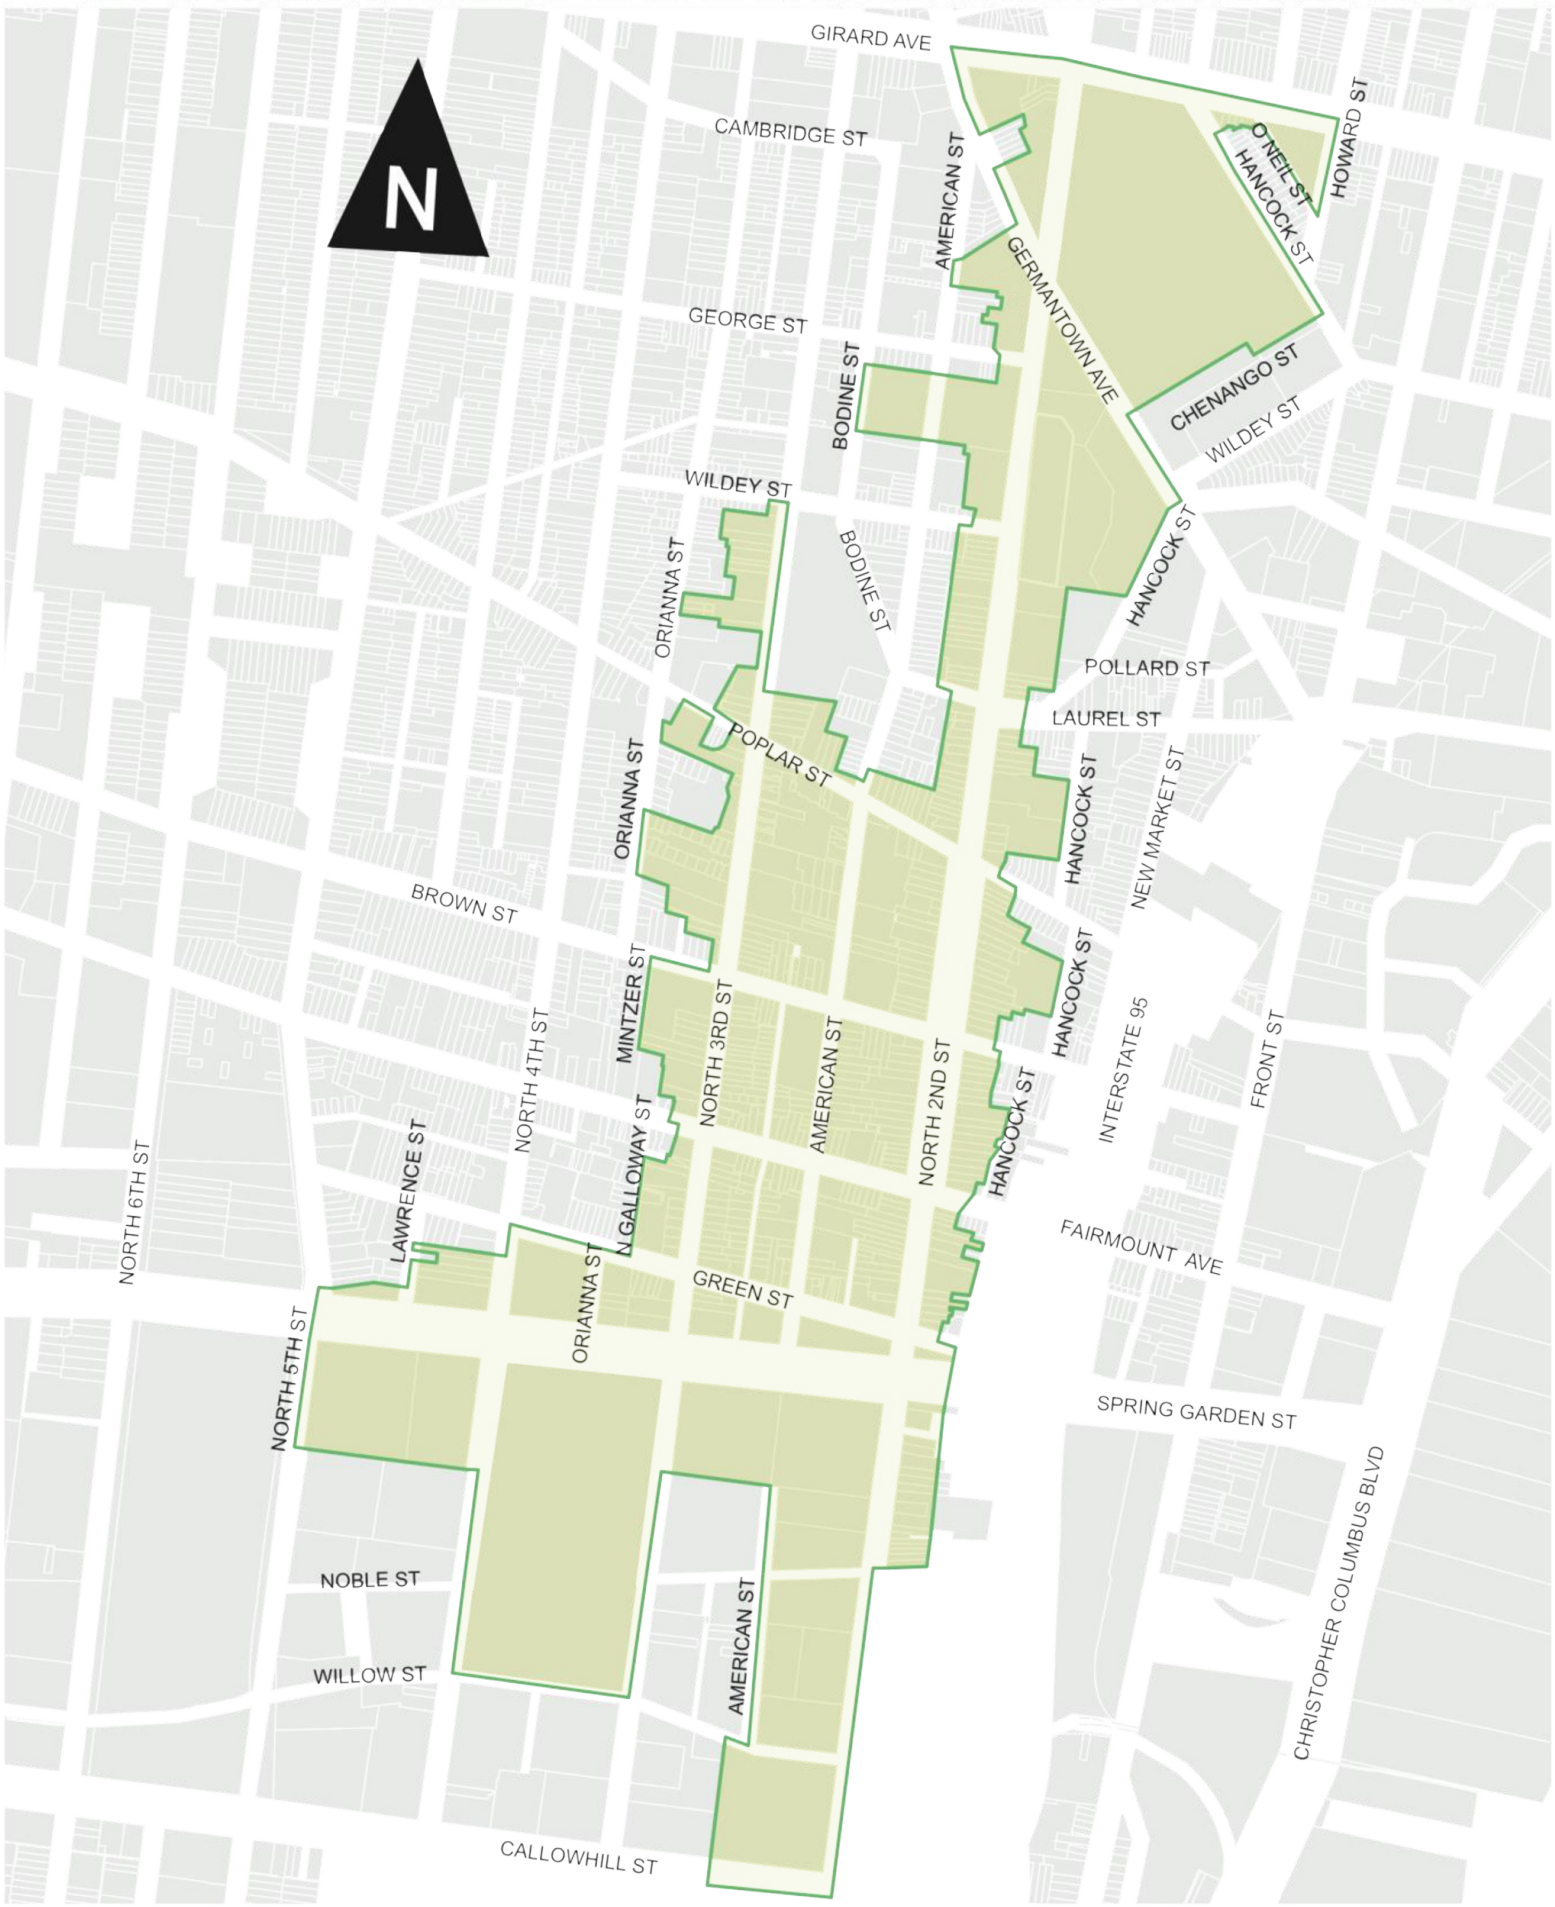 GIRARD AVE
HOWARD ST
CAMBRIDGE ST
O'NEIL ST
HANCOCK ST
N
AMERICAN ST
GERMANTOWN AVE
GEORGE ST
BODINE ST
CHENANGO ST
WILDEY ST
WILDEY ST
BODINE ST
HANCOCK ST
ORIANNA ST
POLLARD ST
LAUREL ST
POPLAR ST
ORIANNA ST
HANCOCK ST
NEW MARKET ST
BROWN ST
MINTZER ST
HANCOCK ST
NORTH 3RD ST
NORTH 4TH ST
AMERICAN ST
NORTH 2ND ST
INTERSTATE 95
FRONT ST
HANCOCK ST
N GALLOWAY ST
LAWRENCE ST
NORTH 6TH ST
FAIRMOUNT AVE
GREEN ST
ORIANNA ST
NORTH 5TH ST
SPRING GARDEN ST
NOBLE ST
AMERICAN ST
WILLOW ST
CHRISTOPHER COLUMBUS BLVD
CALLOWHILL ST